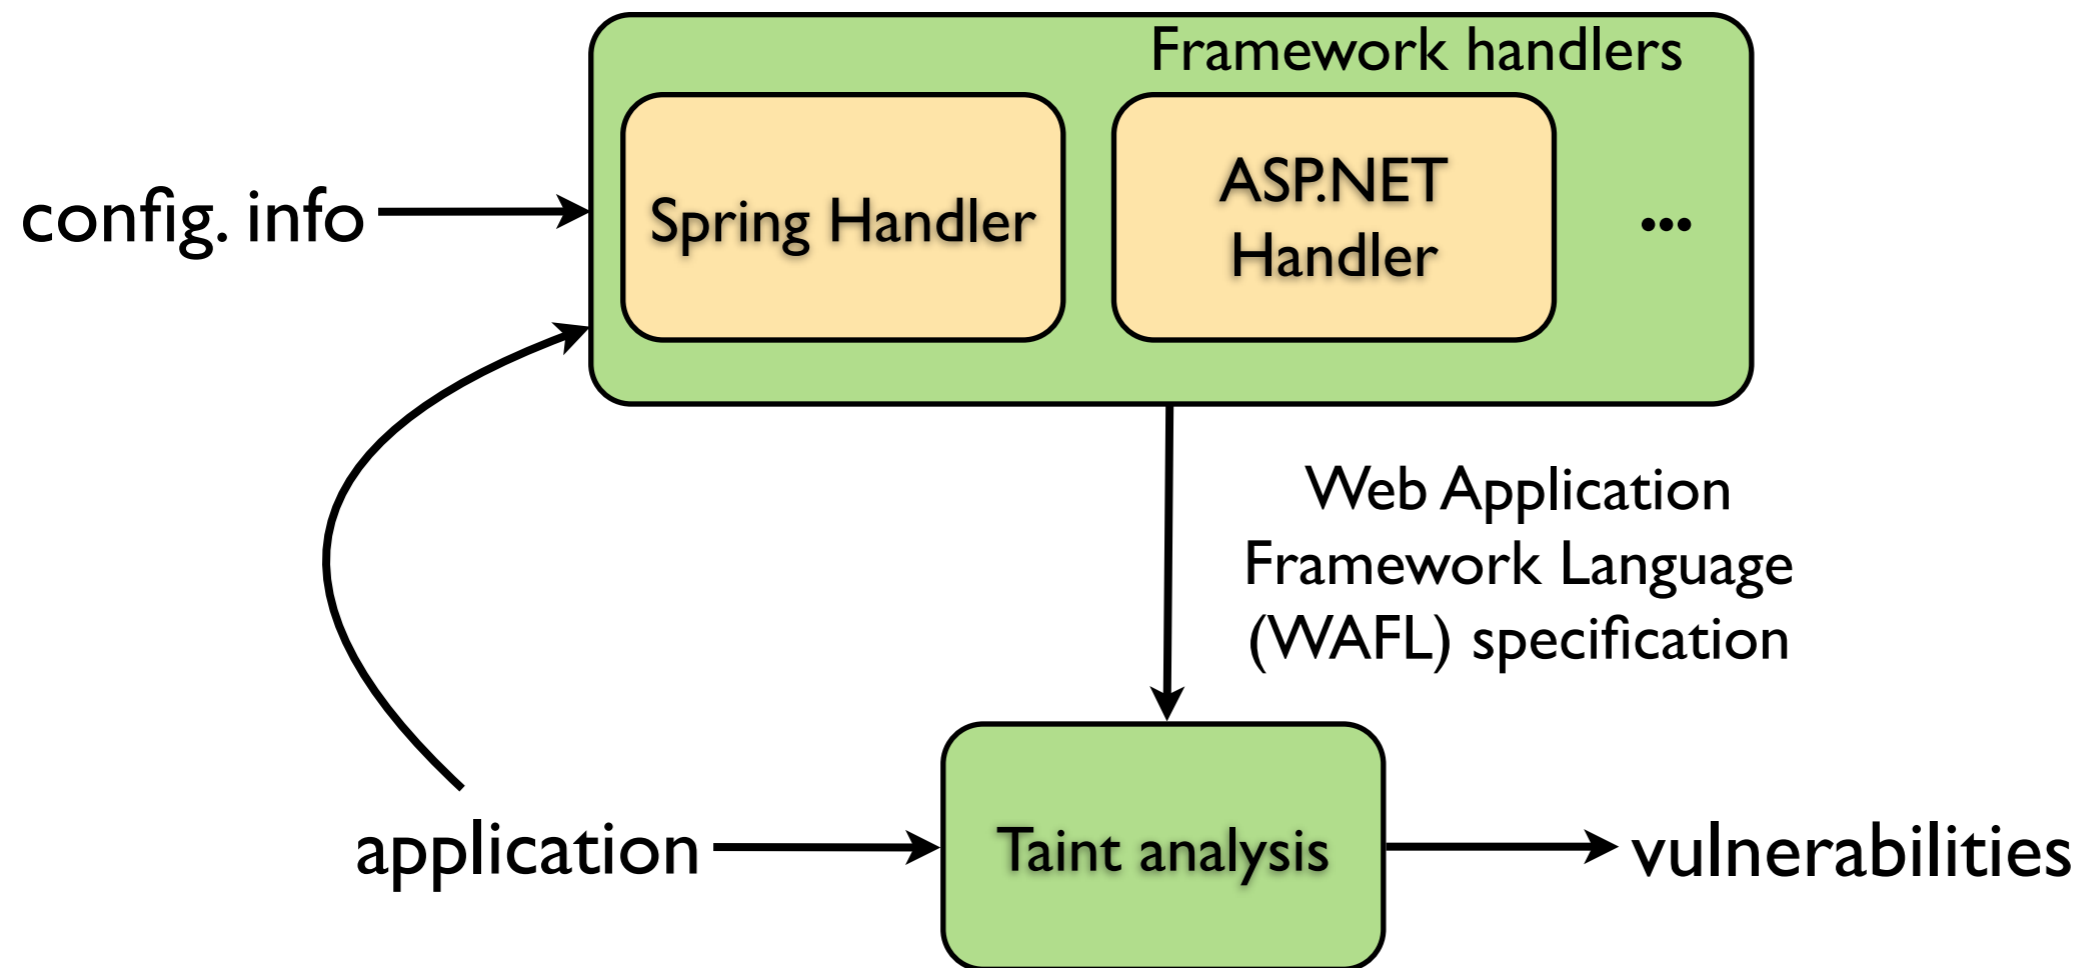 Framework handlers
config. info
Spring Handler
ASP.NET
Handler
...
Web Application
Framework Language
(WAFL) specification
application
Taint analysis
vulnerabilities